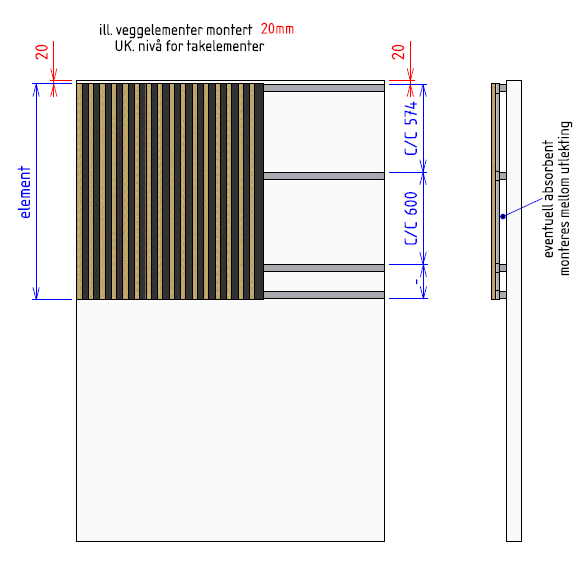 ill. veggelementer montert 20mm
UK. nivå for takelementer
20
20
element
C/C 574
C/C 600
-
eventuell absorbent
monteres mellom utlekting